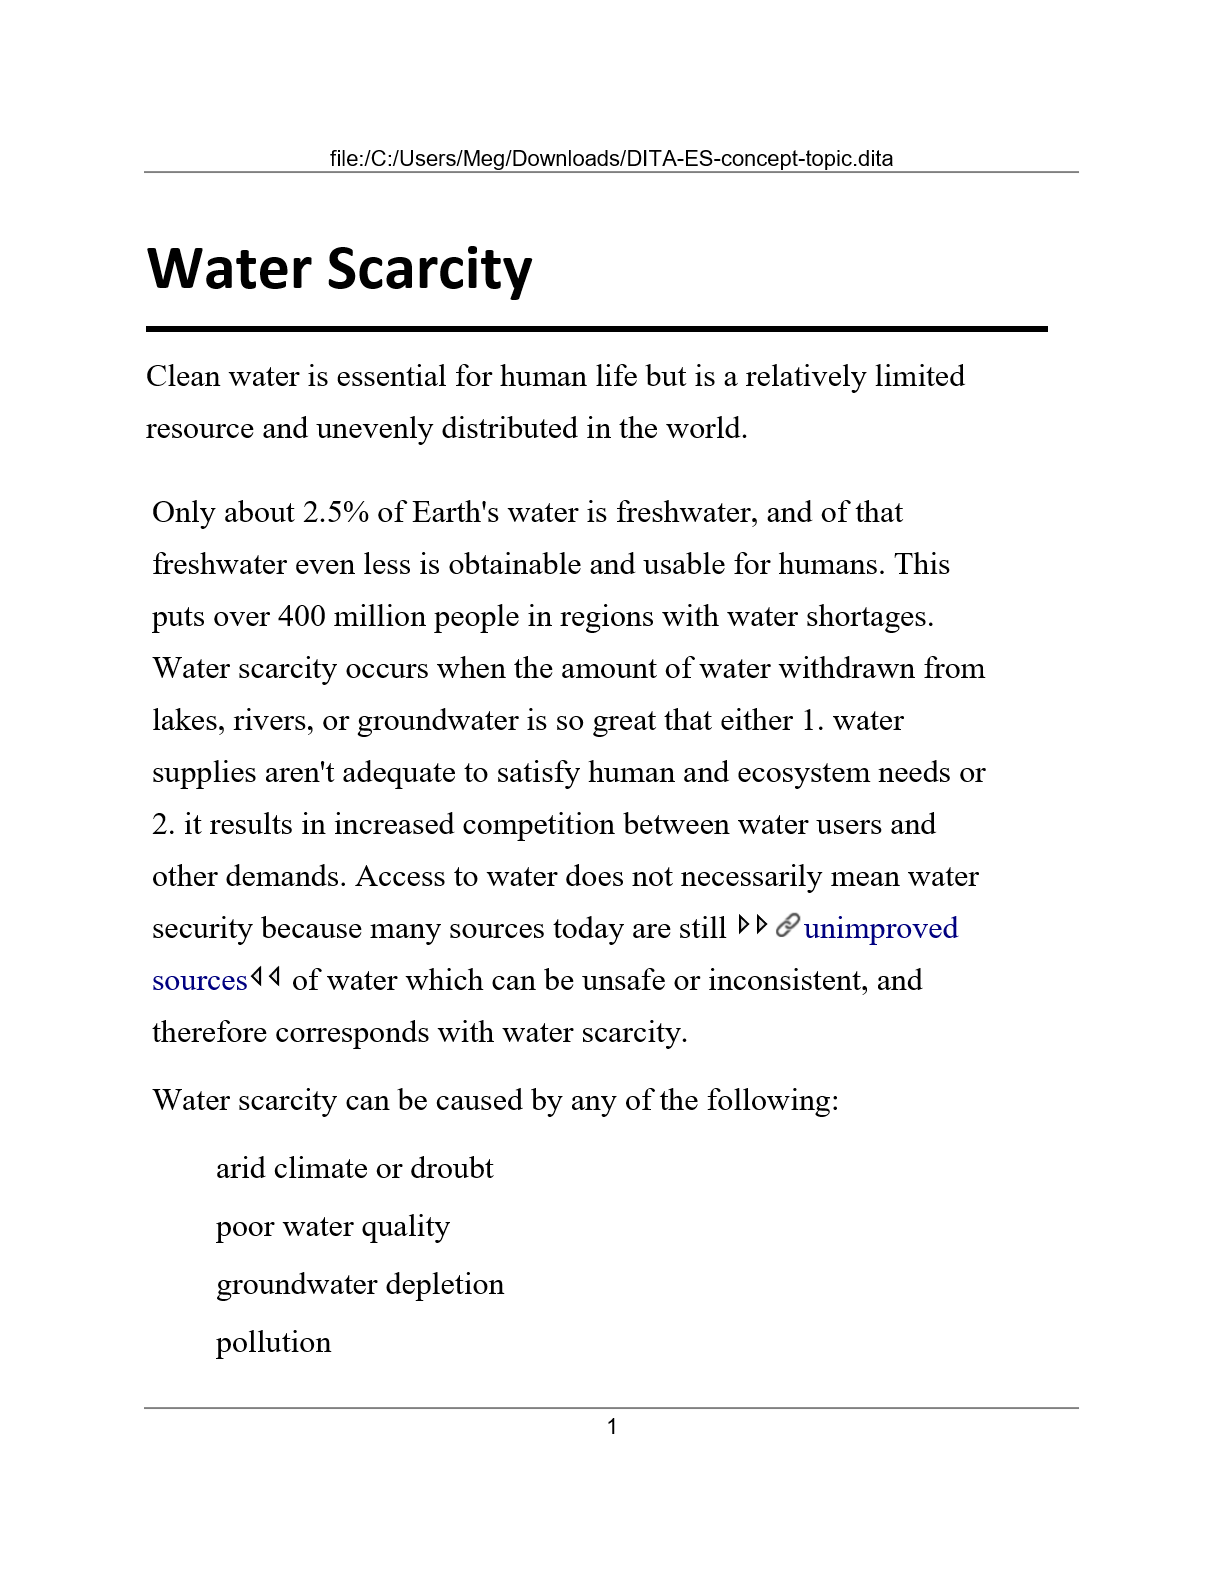 file:/C:/Users/Meg/Downloads/DITA-ES-concept-topic.dita
Water Scarcity
Clean water is essential for human life but is a relatively limited
resource and unevenly distributed in the world.
Only about 2.5% of Earth's water is freshwater, and of that
freshwater even less is obtainable and usable for humans. This
puts over 400 million people in regions with water shortages.
Water scarcity occurs when the amount of water withdrawn from
lakes, rivers, or groundwater is so great that either 1. water
supplies aren't adequate to satisfy human and ecosystem needs or
2. it results in increased competition between water users and
other demands. Access to water does not necessarily mean water
security because many sources today are still unimproved
sources of water which can be unsafe or inconsistent, and
therefore corresponds with water scarcity.
Water scarcity can be caused by any of the following:
arid climate or droubt
poor water quality
groundwater depletion
pollution
1